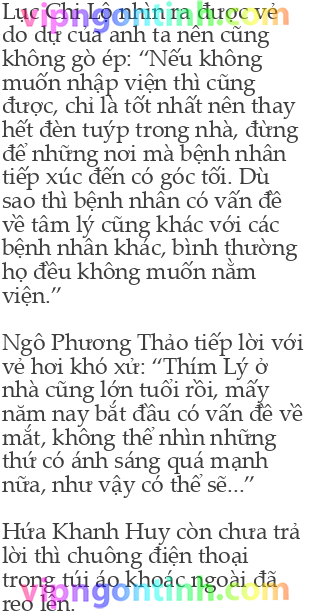 Lục Chi Lộ nhìn ra được vẻ
do dự của anh ta nên cũng
không gò ép: “Nếu không
muốn nhập viện thì cũng
được, chỉ là tốt nhất nên thay
hết đèn tuýp trong nhà, đừng
để những nơi mà bệnh nhân
tiếp xúc đến có góc tối. Dù
sao thì bệnh nhân có vấn đề
về tâm lý cũng khác với các
bệnh nhân khác, bình thường
họ đều không muốn nằm
viện.”
Ngô Phương Thảo tiếp lời với
vẻ hơi khó xử: “Thím Lý ở
nhà cũng lớn tuổi rồi, mấy
năm nay bắt đầu có vấn đề về
mắt, không thể nhìn những
thứ có ánh sáng quá mạnh
nữa, như vậy có thể sẽ...”
Hứa Khanh Huy còn chưa trả
lời thì chuông điện thoại
trong túi áo khoác ngoài đã
reo lên.
vipngontinh.com
vipngontinh.com